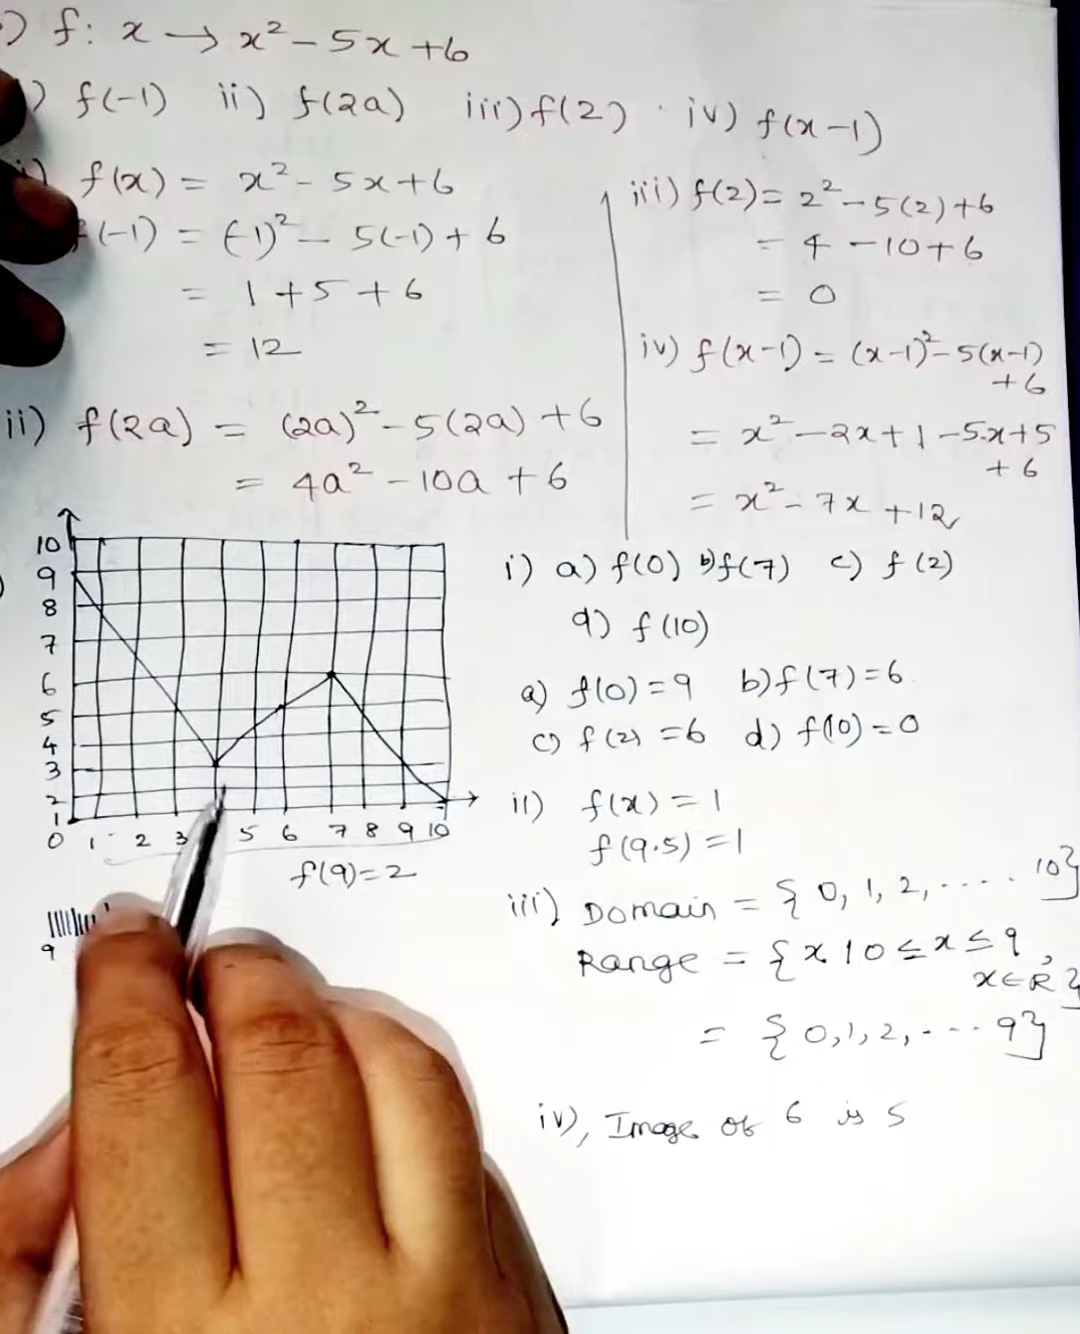 ) f: x → x² - 5x + 6
) f(-1) ii) f(2a) iii) f(2) iv) f(x-1)
i) f(x) = x² - 5x + 6
f(-1) = (-1)² - 5(-1) + 6
= 1 + 5 + 6
= 12
ii) f(2a) = (2a)² - 5(2a) + 6
= 4a² - 10a + 6
iii) f(2) = 2² - 5(2) + 6
= 4 - 10 + 6
= 0
iv) f(x-1) = (x-1)² - 5(x-1)
+ 6
= x² - 2x + 1 - 5x + 5
+ 6
= x² - 7x + 12
10
9
8
7
6
5
4
3
2
1
0 1 2 3 5 6 7 8 9 10
f(9) = 2
9
i) a) f(0) b) f(7) c) f(2)
d) f(10)
a) f(0) = 9 b) f(7) = 6
c) f(2) = 6 d) f(10) = 0
ii) f(x) = 1
f(9.5) = 1
iii) Domain = { 0, 1, 2, .... 10}
Range = { x | 0 ≤ x ≤ 9,
x ∈ R }
= { 0, 1, 2, ... 9}
iv), Image of 6 is 5